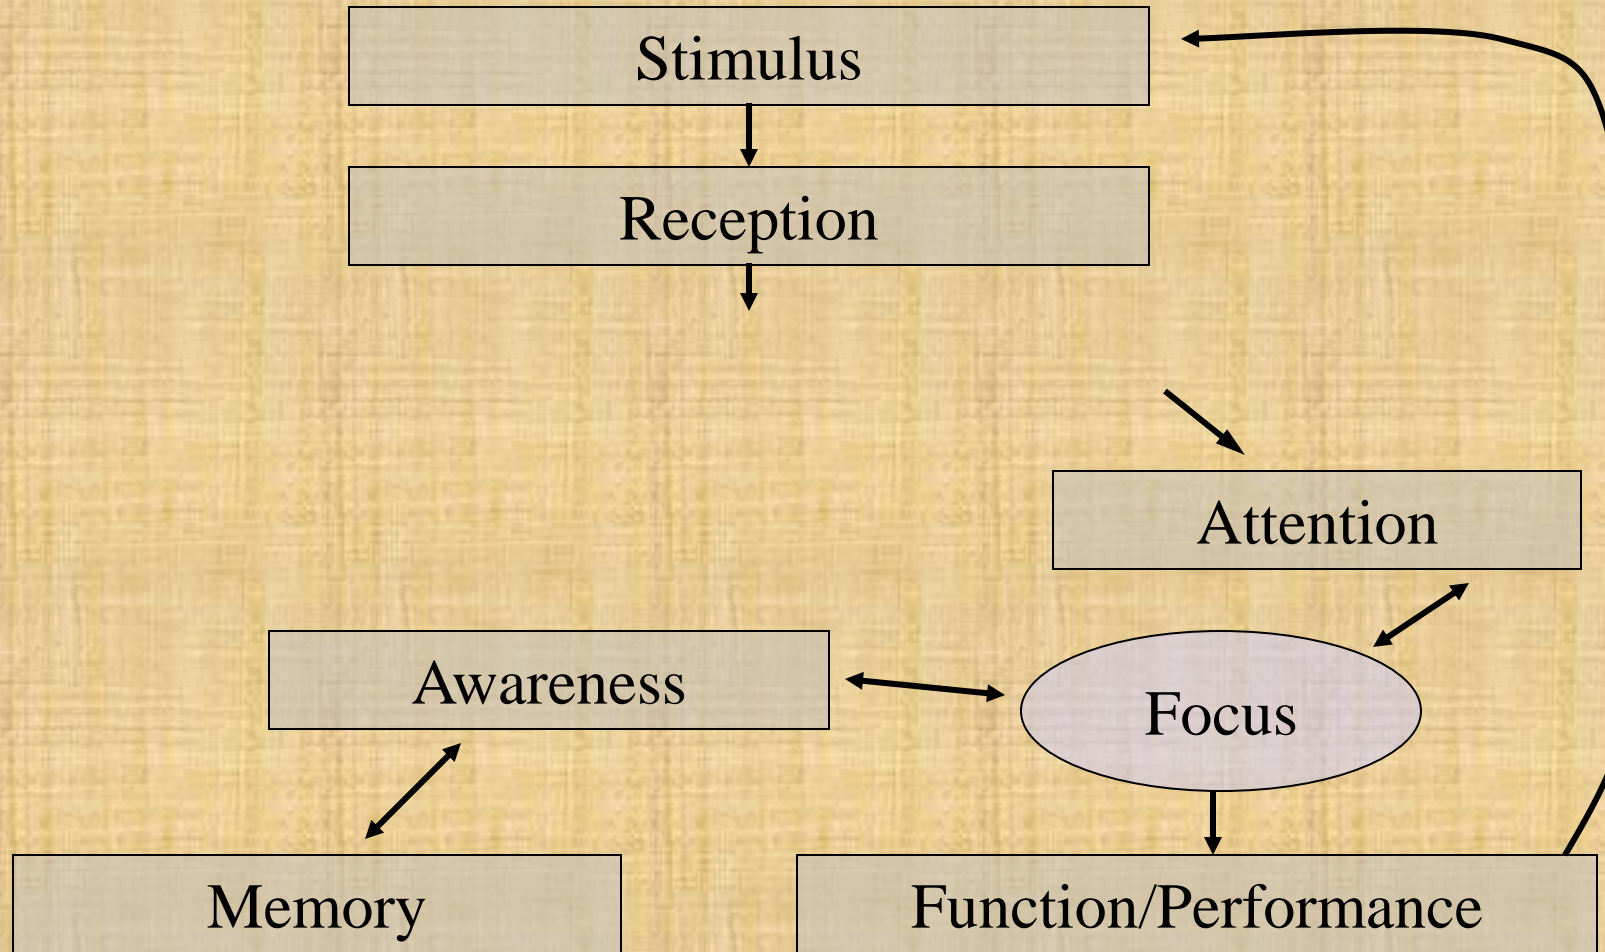 Stimulus
Reception
Attention
Awareness
Focus
Memory
Function/Performance